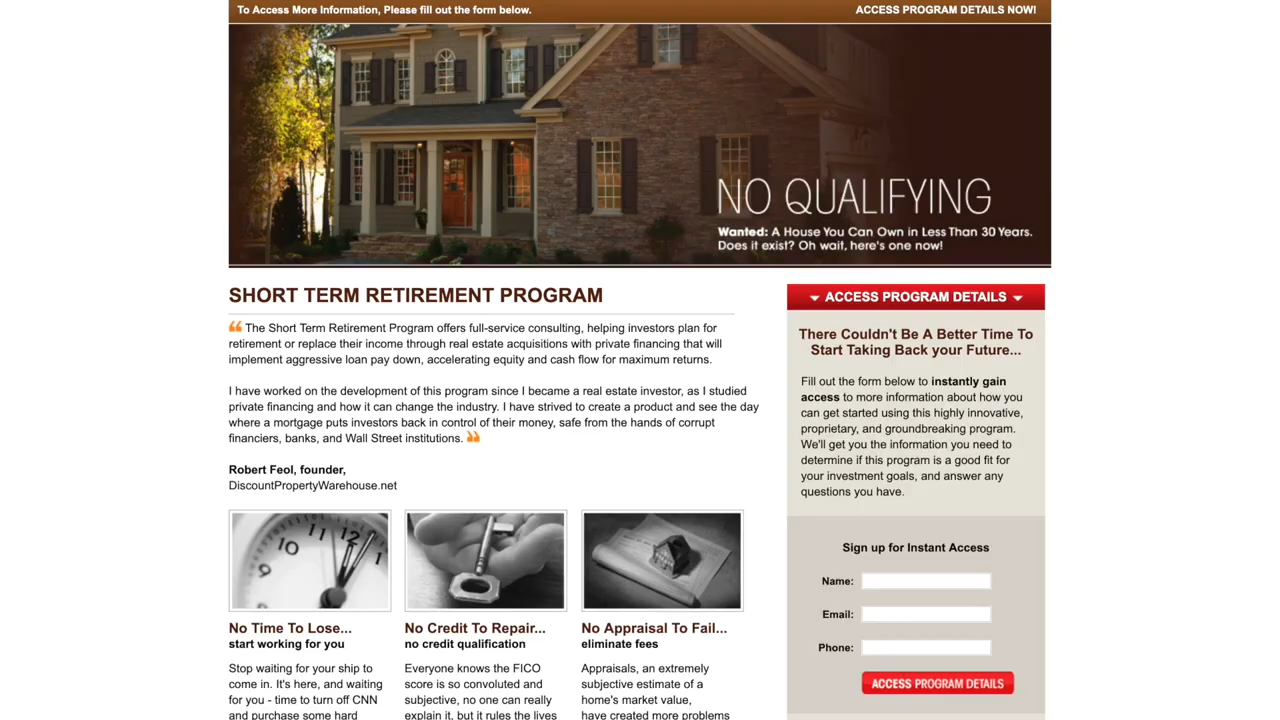 To Access More Information, Please fill out the form below.
ACCESS PROGRAM DETAILS NOW!
NO QUALIFYING
Wanted: A House You Can Own in Less Than 30 Years.
Does it exist? Oh wait, here's one now!
SHORT TERM RETIREMENT PROGRAM
“ The Short Term Retirement Program offers full-service consulting, helping investors plan for
retirement or replace their income through real estate acquisitions with private financing that will
implement aggressive loan pay down, accelerating equity and cash flow for maximum returns.
I have worked on the development of this program since I became a real estate investor, as I studied
private financing and how it can change the industry. I have strived to create a product and see the day
where a mortgage puts investors back in control of their money, safe from the hands of corrupt
financiers, banks, and Wall Street institutions. ”
Robert Feol, founder,
DiscountPropertyWarehouse.net
10
11
12
1
9
No Time To Lose...
start working for you
Stop waiting for your ship to
come in. It's here, and waiting
for you - time to turn off CNN
and purchase some hard
No Credit To Repair...
no credit qualification
Everyone knows the FICO
score is so convoluted and
subjective, no one can really
explain it, but it rules the lives
No Appraisal To Fail...
eliminate fees
Appraisals, an extremely
subjective estimate of a
home's market value,
have created more problems
ACCESS PROGRAM DETAILS
There Couldn't Be A Better Time To
Start Taking Back your Future...
Fill out the form below to instantly gain
access to more information about how you
can get started using this highly innovative,
proprietary, and groundbreaking program.
We'll get you the information you need to
determine if this program is a good fit for
your investment goals, and answer any
questions you have.
Sign up for Instant Access
Name:
Email:
Phone:
ACCESS PROGRAM DETAILS